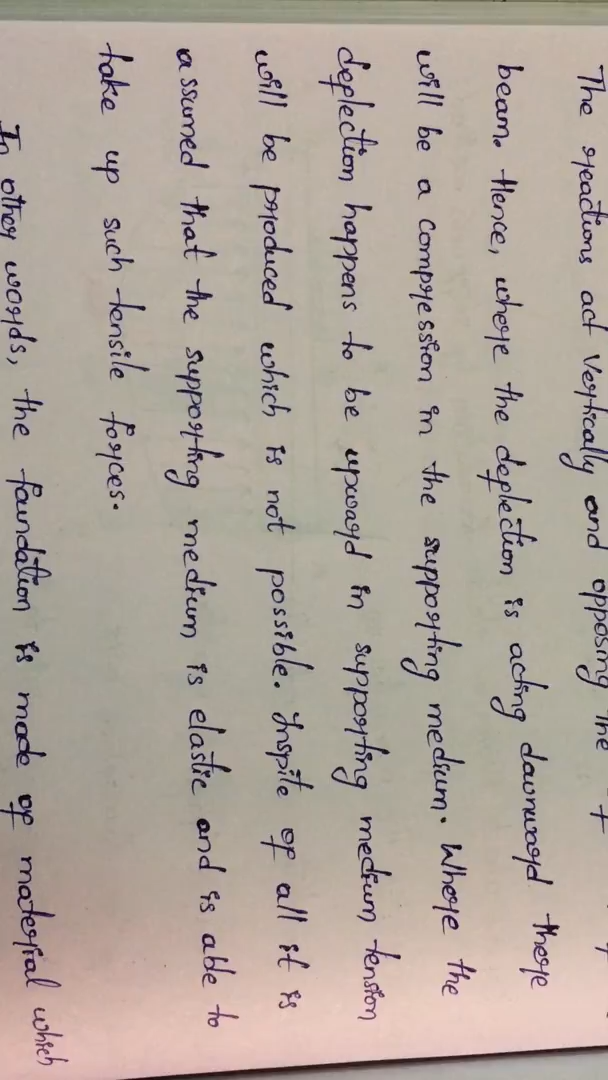 The reactions act vertically and opposing the
beam. Hence, where the deflection is acting downward there
will be a compression in the supporting medium. Where the
deflection happens to be upward in supporting medium, tension
will be produced which is not possible. Inspite of all it is
assumed that the supporting medium is elastic and is able to
take up such tensile forces.
In other words, the foundation is made of material which